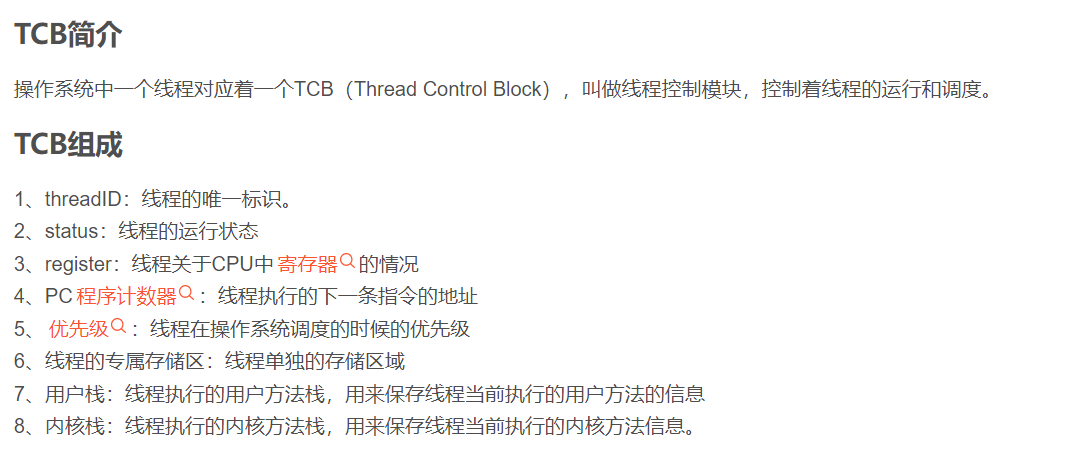 TCB简介
操作系统中一个线程对应着一个TCB（Thread Control Block），叫做线程控制模块，控制着线程的运行和调度。
TCB组成
1、threadID：线程的唯一标识。
2、status：线程的运行状态
3、register：线程关于CPU中寄存器的情况
4、PC程序计数器：线程执行的下一条指令的地址
5、优先级：线程在操作系统调度的时候的优先级
6、线程的专属存储区：线程单独的存储区域
7、用户栈：线程执行的用户方法栈，用来保存线程当前执行的用户方法的信息
8、内核栈：线程执行的内核方法栈，用来保存线程当前执行的内核方法信息。